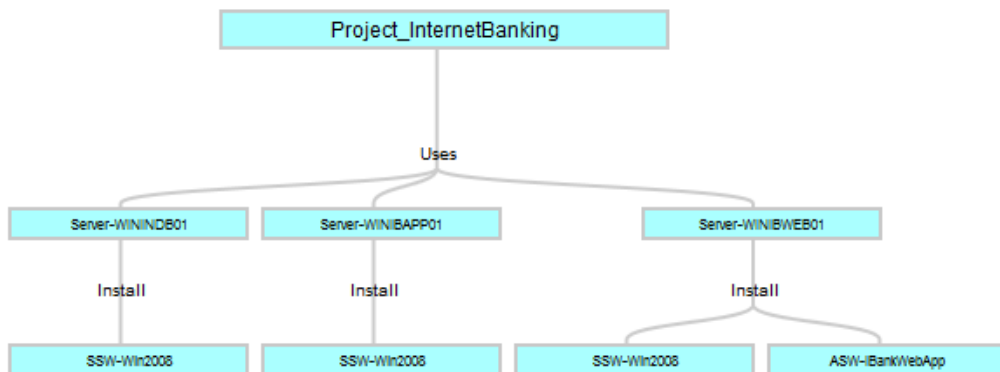 Project_InternetBanking
Uses
Server-WININDB01
Server-WINIBAPP01
Server-WINIBWEB01
Install
Install
Install
SSW-Win2008
SSW-Win2008
SSW-Win2008
ASW-IBankWebApp